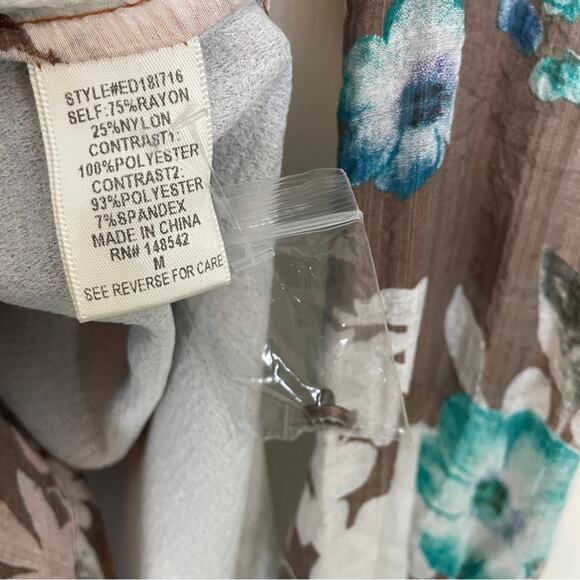 STYLE#ED18I716
SELF:75%RAYON
25%NYLON
CONTRAST1:
100%POLYESTER
CONTRAST2:
93%POLYESTER
7%SPANDEX
MADE IN CHINA
RN# 148542
M
SEE REVERSE FOR CARE